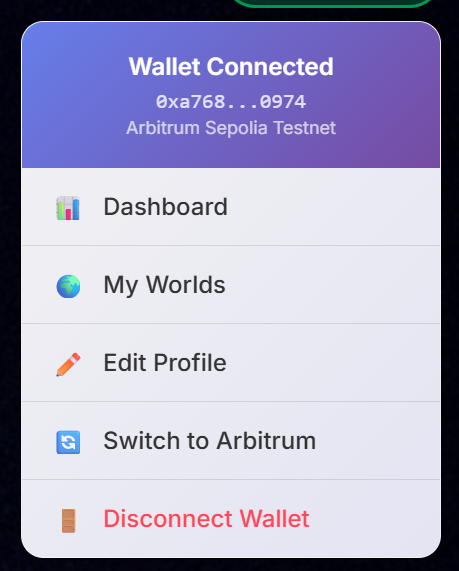 Wallet Connected
0xa768...0974
Arbitrum Sepolia Testnet
Dashboard
My Worlds
Edit Profile
Switch to Arbitrum
Disconnect Wallet